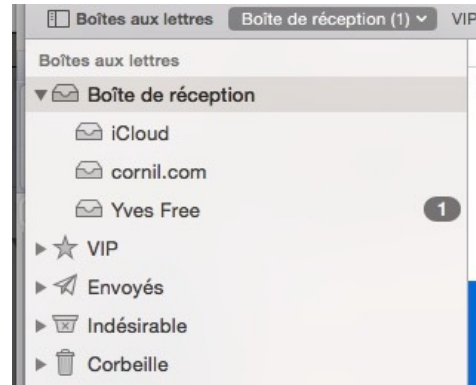 Boîtes aux lettres Boîte de réception (1) VIP
Boîtes aux lettres
Boîte de réception
iCloud
cornil.com
Yves Free 1
VIP
Envoyés
Indésirable
Corbeille